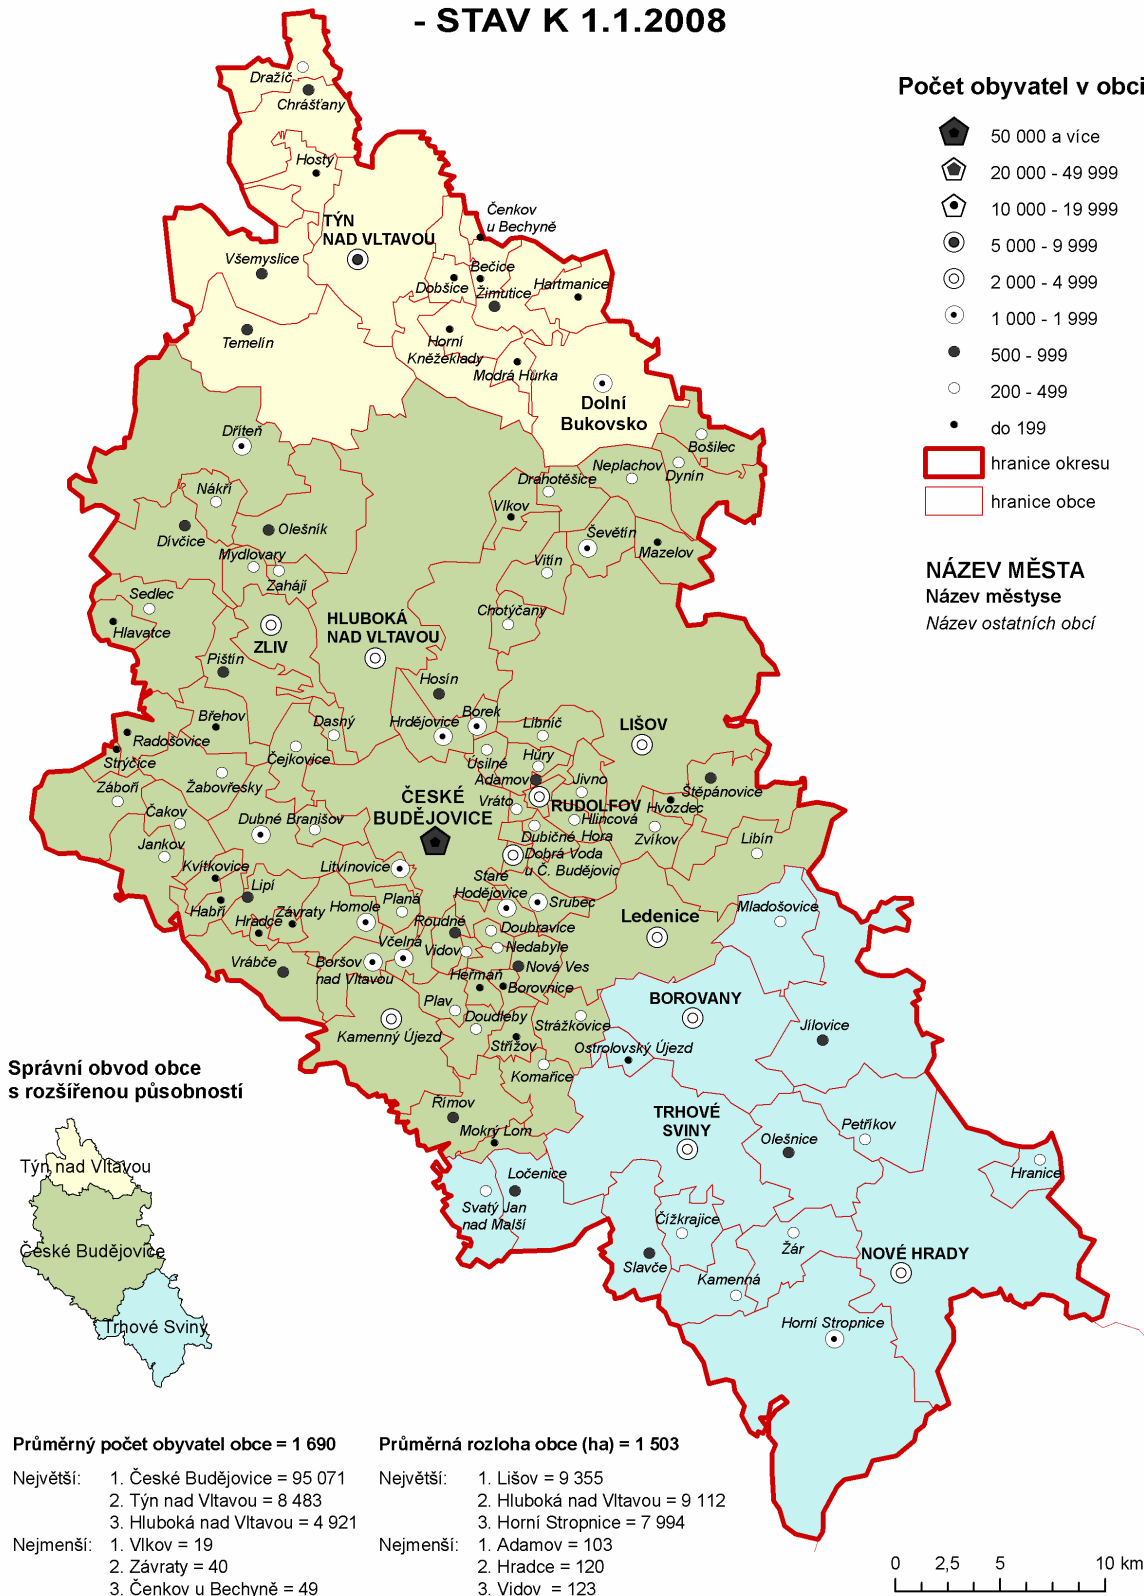 - STAV K 1.1.2008
Počet obyvatel v obci
50 000 a více
20 000 - 49 999
10 000 - 19 999
5 000 - 9 999
2 000 - 4 999
1 000 - 1 999
500 - 999
200 - 499
do 199
hranice okresu
hranice obce
NÁZEV MĚSTA
Název městyse
Název ostatních obcí
Dražíč
Chrášťany
Hosty
TÝN
NAD VLTAVOU
Čenkov
u Bechyně
Všemyslice
Bečice
Dobšice
Žimutice
Hartmanice
Temelín
Horní
Kněžeklady
Modrá Hůrka
Dolní
Bukovsko
Dříteň
Bošilec
Neplachov
Dynín
Drahotěšice
Nákří
Vlkov
Olešník
Ševětín
Dívčice
Mazelov
Mydlovary
Vitín
Zahájí
Sedlec
Chotýčany
Hlavatce
HLUBOKÁ
NAD VLTAVOU
ZLIV
Pištín
Hosín
Břehov
Dasný
Hrdějovice
Borek
Libníč
LIŠOV
Radošovice
Strýčice
Čejkovice
Úsilné
Hůry
Adamov
Jivno
Štěpánovice
Záboří
Žabovřesky
ČESKÉ
BUDĚJOVICE
Vráto
RUDOLFOV
Hvozdec
Čakov
Dubné
Branišov
Hlincová
Hora
Dubičné
Zvíkov
Libín
Jankov
Litvínovice
Dobrá Voda
u Č. Budějovic
Kvítkovice
Lipí
Staré
Hodějovice
Habří
Homole
Planá
Srubec
Hradce
Závraty
Roudné
Doubravice
Ledenice
Mladošovice
Včelná
Vidov
Nedabyle
Vrábče
Boršov
nad Vltavou
Nová Ves
Heřmaň
Borovnice
BOROVANY
Plav
Doudleby
Strážkovice
Kamenný Újezd
Střížov
Ostrolovský Újezd
Jílovice
Komařice
Římov
TRHOVÉ
SVINY
Mokrý Lom
Olešnice
Petříkov
Ločenice
Hranice
Svatý Jan
nad Malší
Čížkrajice
Žár
NOVÉ HRADY
Slavče
Kamenná
Horní Stropnice
Správní obvod obce
s rozšířenou působností
Týn nad Vltavou
České Budějovice
Trhové Sviny
Průměrný počet obyvatel obce = 1 690
Největší: 1. České Budějovice = 95 071
2. Týn nad Vltavou = 8 483
3. Hluboká nad Vltavou = 4 921
Nejmenší: 1. Vlkov = 19
2. Závraty = 40
3. Čenkov u Bechyně = 49
Průměrná rozloha obce (ha) = 1 503
Největší: 1. Lišov = 9 355
2. Hluboká nad Vltavou = 9 112
3. Horní Stropnice = 7 994
Nejmenší: 1. Adamov = 103
2. Hradce = 120
3. Vidov = 123
0 2,5 5 10 km